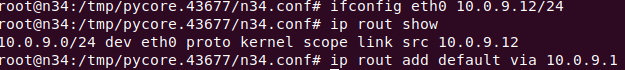 root@n34:/tmp/pycore.43677/n34.conf# ifconfig eth0 10.0.9.12/24
root@n34:/tmp/pycore.43677/n34.conf# ip rout show
10.0.9.0/24 dev eth0 proto kernel scope link src 10.0.9.12
root@n34:/tmp/pycore.43677/n34.conf# ip rout add default via 10.0.9.1